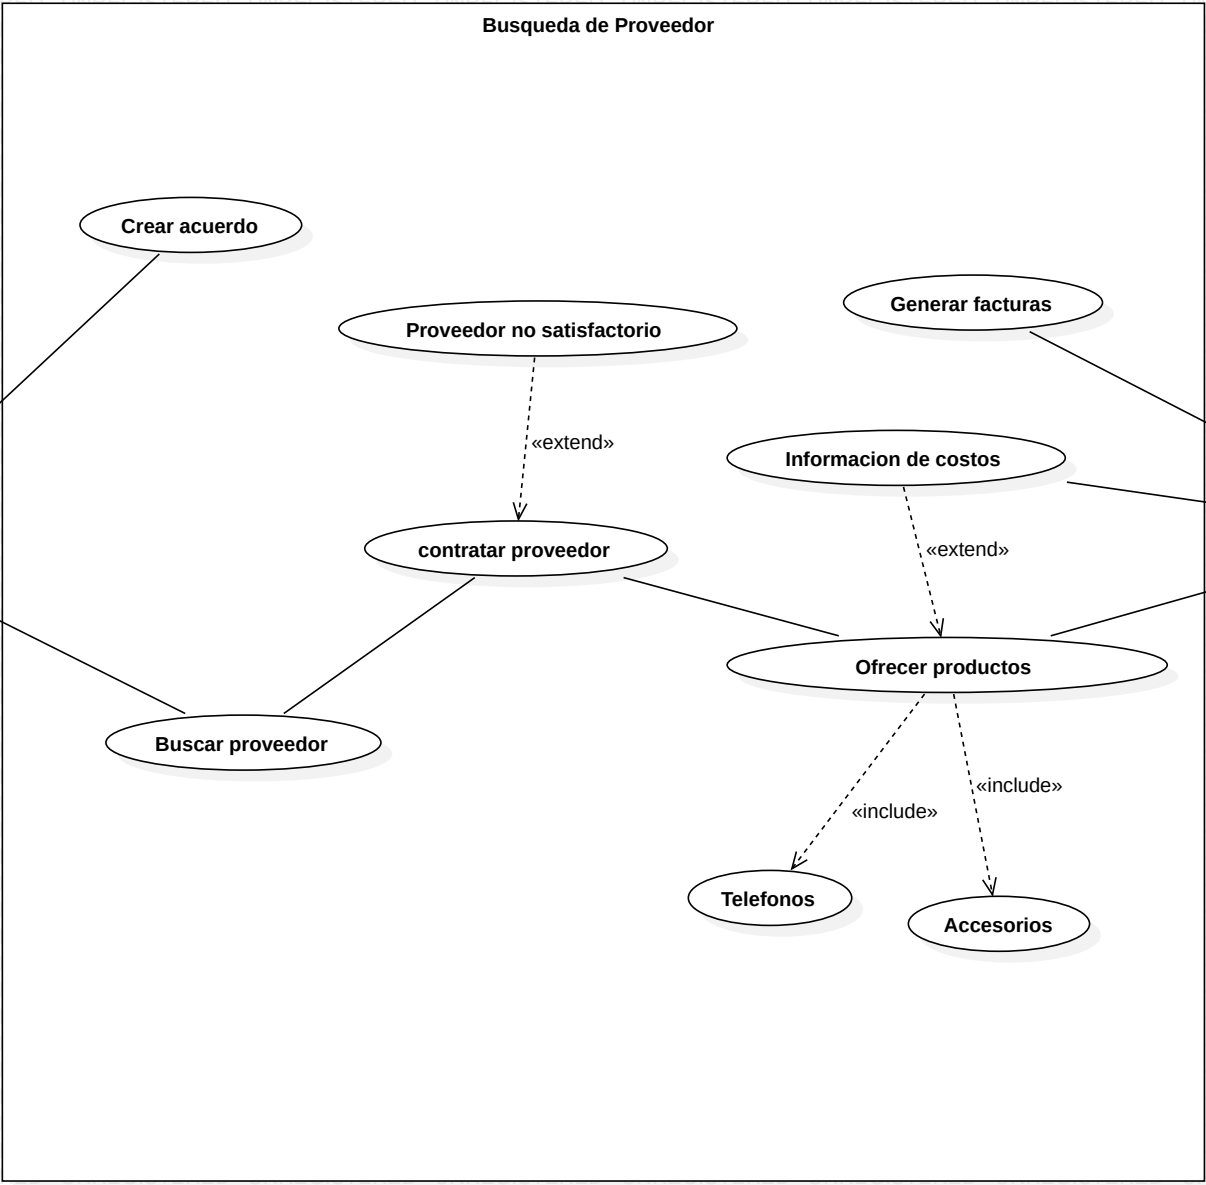 Busqueda de Proveedor
Crear acuerdo
Generar facturas
Proveedor no satisfactorio
«extend»
Informacion de costos
contratar proveedor
«extend»
Ofrecer productos
Buscar proveedor
«include»
«include»
Telefonos
Accesorios